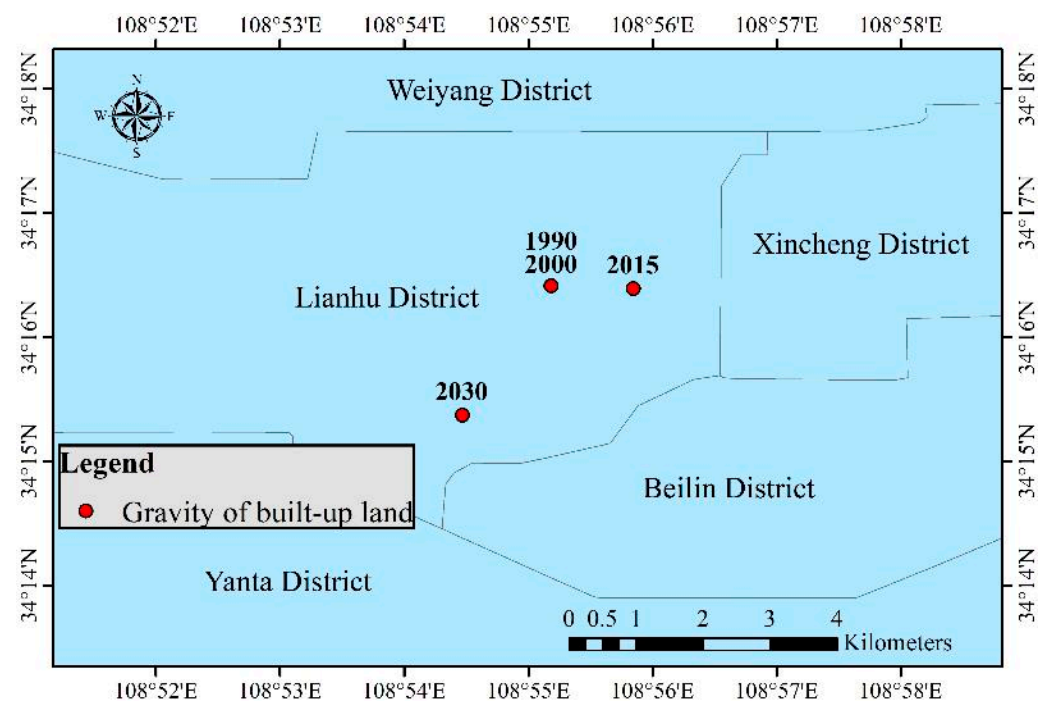 108°52'E 108°53'E 108°54'E 108°55'E 108°56'E 108°57'E 108°58'E
34°18'N
34°18'N
Weiyang District
N
W
E
S
34°17'N
34°17'N
1990
2000
2015
Xincheng District
Lianhu District
34°16'N
34°16'N
2030
34°15'N
34°15'N
Legend
Gravity of built-up land
Beilin District
Yanta District
34°14'N
34°14'N
0 0.5 1 2 3 4
Kilometers
108°52'E 108°53'E 108°54'E 108°55'E 108°56'E 108°57'E 108°58'E